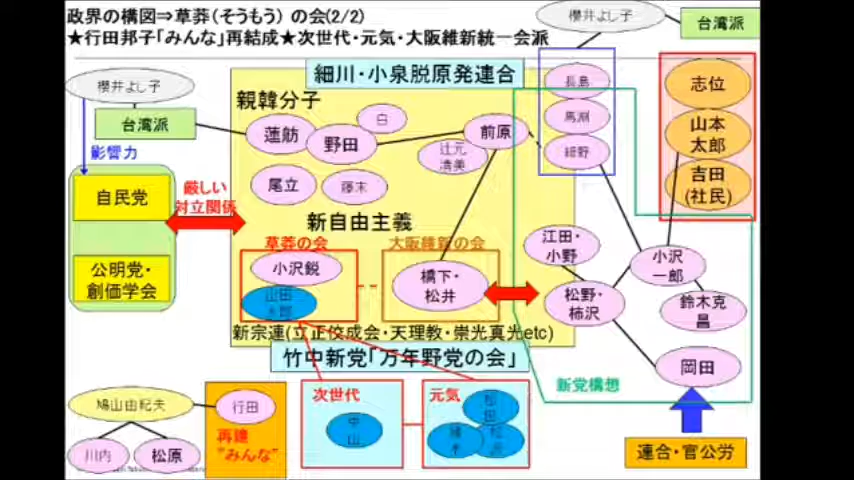 政界の構図⇒草莽(そうもう) の会(2/2)
★行田邦子「みんな」再結成★次世代・元気・大阪維新統一会派
櫻井よし子
台湾派
櫻井よし子
台湾派
影響力
自民党
公明党・
創価学会
厳しい
対立関係
細川・小泉脱原発連合
親韓分子
蓮舫
野田
白
前原
辻元
清美
尾立
藤末
新自由主義
草莽の会
小沢鋭
山田
太郎
大阪維新の会
橋下・
松井
新宗連(立正佼成会・天理教・崇光真光etc)
竹中新党「万年野党の会」
長島
馬淵
細野
志位
山本
太郎
吉田
(社民)
江田・
小野
松野・
柿沢
小沢
一郎
鈴木克
昌
岡田
新党構想
連合・官公労
鳩山由紀夫
川内
松原
行田
再建
"みんな"
次世代
中
山
元気
松
田